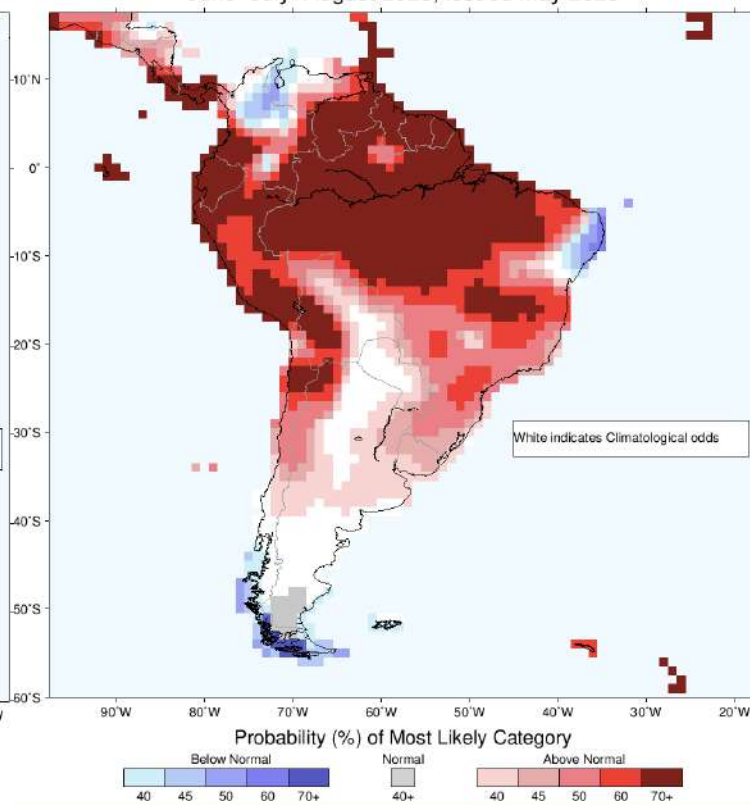 10°N
0°
10°S
20°S
White indicates Climatological odds
30°S
40°S
50°S
60°S
90°W 80°W 70°W 60°W 50°W 40°W 30°W 20°W
Probability (%) of Most Likely Category
Below Normal Normal Above Normal
40 45 50 60 70+ 40+ 40 45 50 60 70+